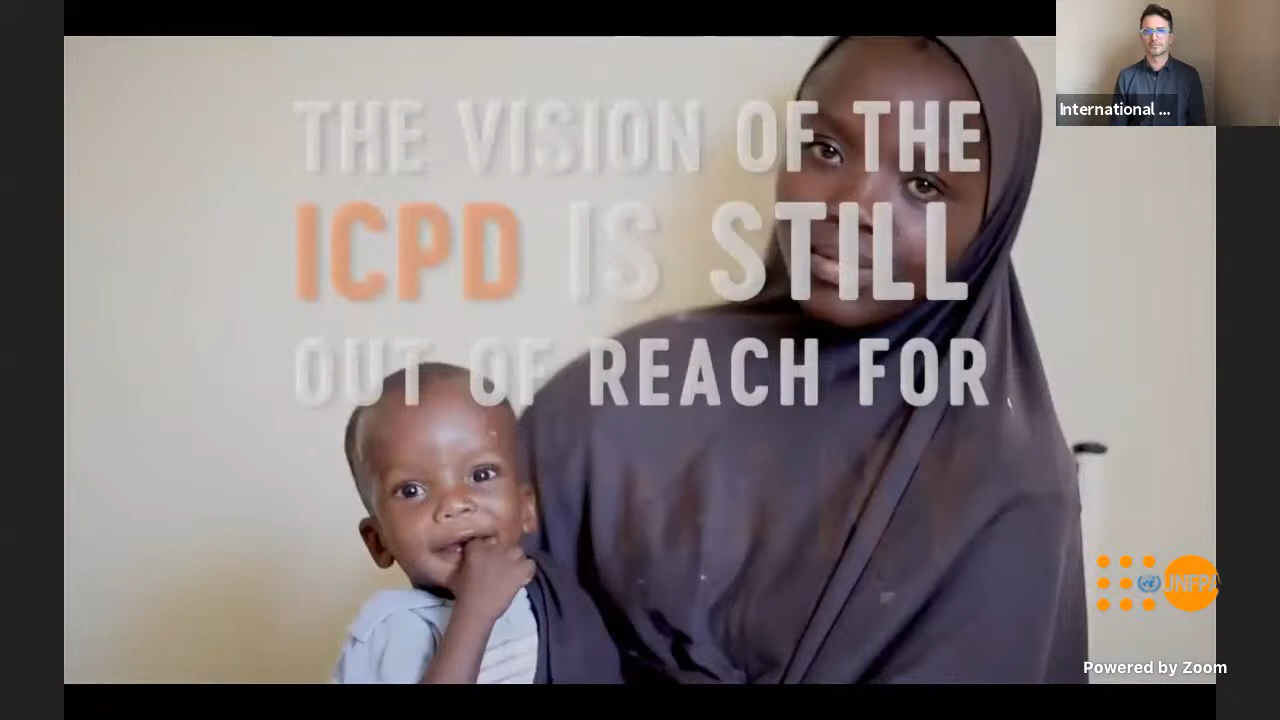 THE VISION OF THE
ICPD IS STILL
OUT OF REACH FOR
International ...
UNFPA
Powered by Zoom